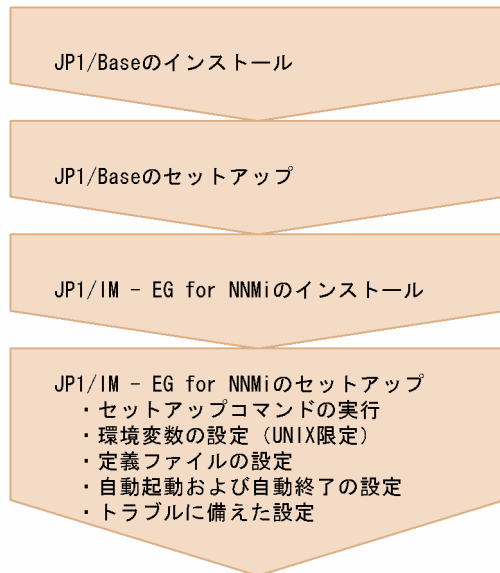 JP1/Baseのインストール
JP1/Baseのセットアップ
JP1/IM - EG for NNMiのインストール
JP1/IM - EG for NNMiのセットアップ
・セットアップコマンドの実行
・環境変数の設定（UNIX限定）
・定義ファイルの設定
・自動起動および自動終了の設定
・トラブルに備えた設定